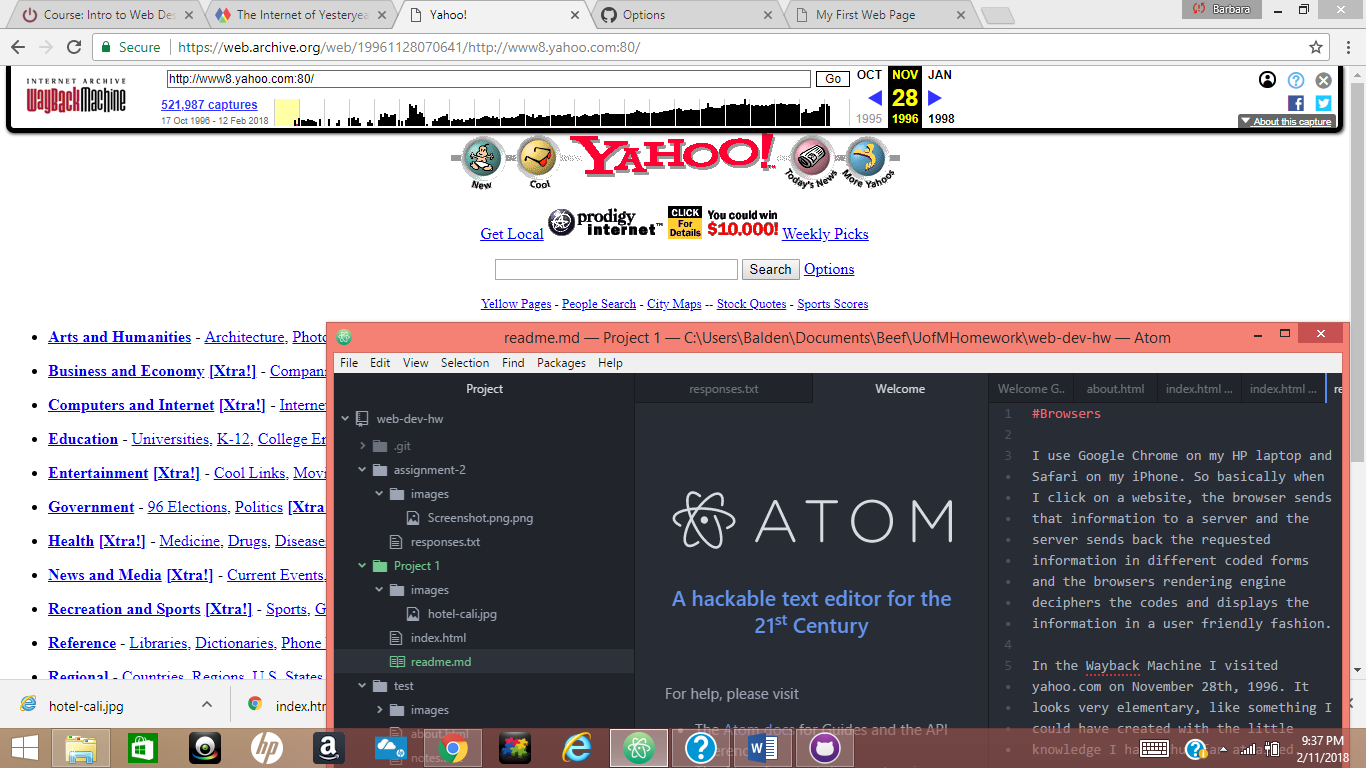 Course: Intro to Web Des
The Internet of Yesteryea
Yahoo!
Options
My First Web Page
Barbara
Secure
https://web.archive.org/web/19961128070641/http://www8.yahoo.com:80/
INTERNET ARCHIVE
WayBackMachine
http://www8.yahoo.com:80/
Go
OCT NOV JAN
521,987 captures
28
17 Oct 1996 - 12 Feb 2018
1995 1996 1998
About this capture
New
Cool
YAHOO!
Today's News
More Yahoos
Get Local
prodigy internet
CLICK For Details
You could win $10,000!
Weekly Picks
Search
Options
Yellow Pages - People Search - City Maps -- Stock Quotes - Sports Scores
Arts and Humanities - Architecture, Photo
Business and Economy [Xtra!] - Compani
Computers and Internet [Xtra!] - Internet
Education - Universities, K-12, College En
Entertainment [Xtra!] - Cool Links, Movi
Government - 96 Elections, Politics [Xtra
Health [Xtra!] - Medicine, Drugs, Disease
News and Media [Xtra!] - Current Events,
Recreation and Sports [Xtra!] - Sports, G
Reference - Libraries, Dictionaries, Phone
Regional - Countries, Regions, U.S. States
readme.md — Project 1 — C:\Users\Balden\Documents\Beef\UofMHomework\web-dev-hw — Atom
File Edit View Selection Find Packages Help
Project
web-dev-hw
.git
assignment-2
images
Screenshot.png.png
responses.txt
Project 1
images
hotel-cali.jpg
index.html
readme.md
test
images
about.html
notes.
responses.txt
Welcome
ATOM
A hackable text editor for the
21st Century
For help, please visit
The Atom docs for Guides and the API
Welcome G..
about.html
index.html ...
index.html ...
re
1 #Browsers
2
3 I use Google Chrome on my HP laptop and
Safari on my iPhone. So basically when
I click on a website, the browser sends
that information to a server and the
server sends back the requested
information in different coded forms
and the browsers rendering engine
deciphers the codes and displays the
information in a user friendly fashion.
4
5 In the Wayback Machine I visited
yahoo.com on November 28th, 1996. It
looks very elementary, like something I
could have created with the little
knowledge I
hotel-cali.jpg
index.htm
hp
a
9:37 PM
2/11/2018